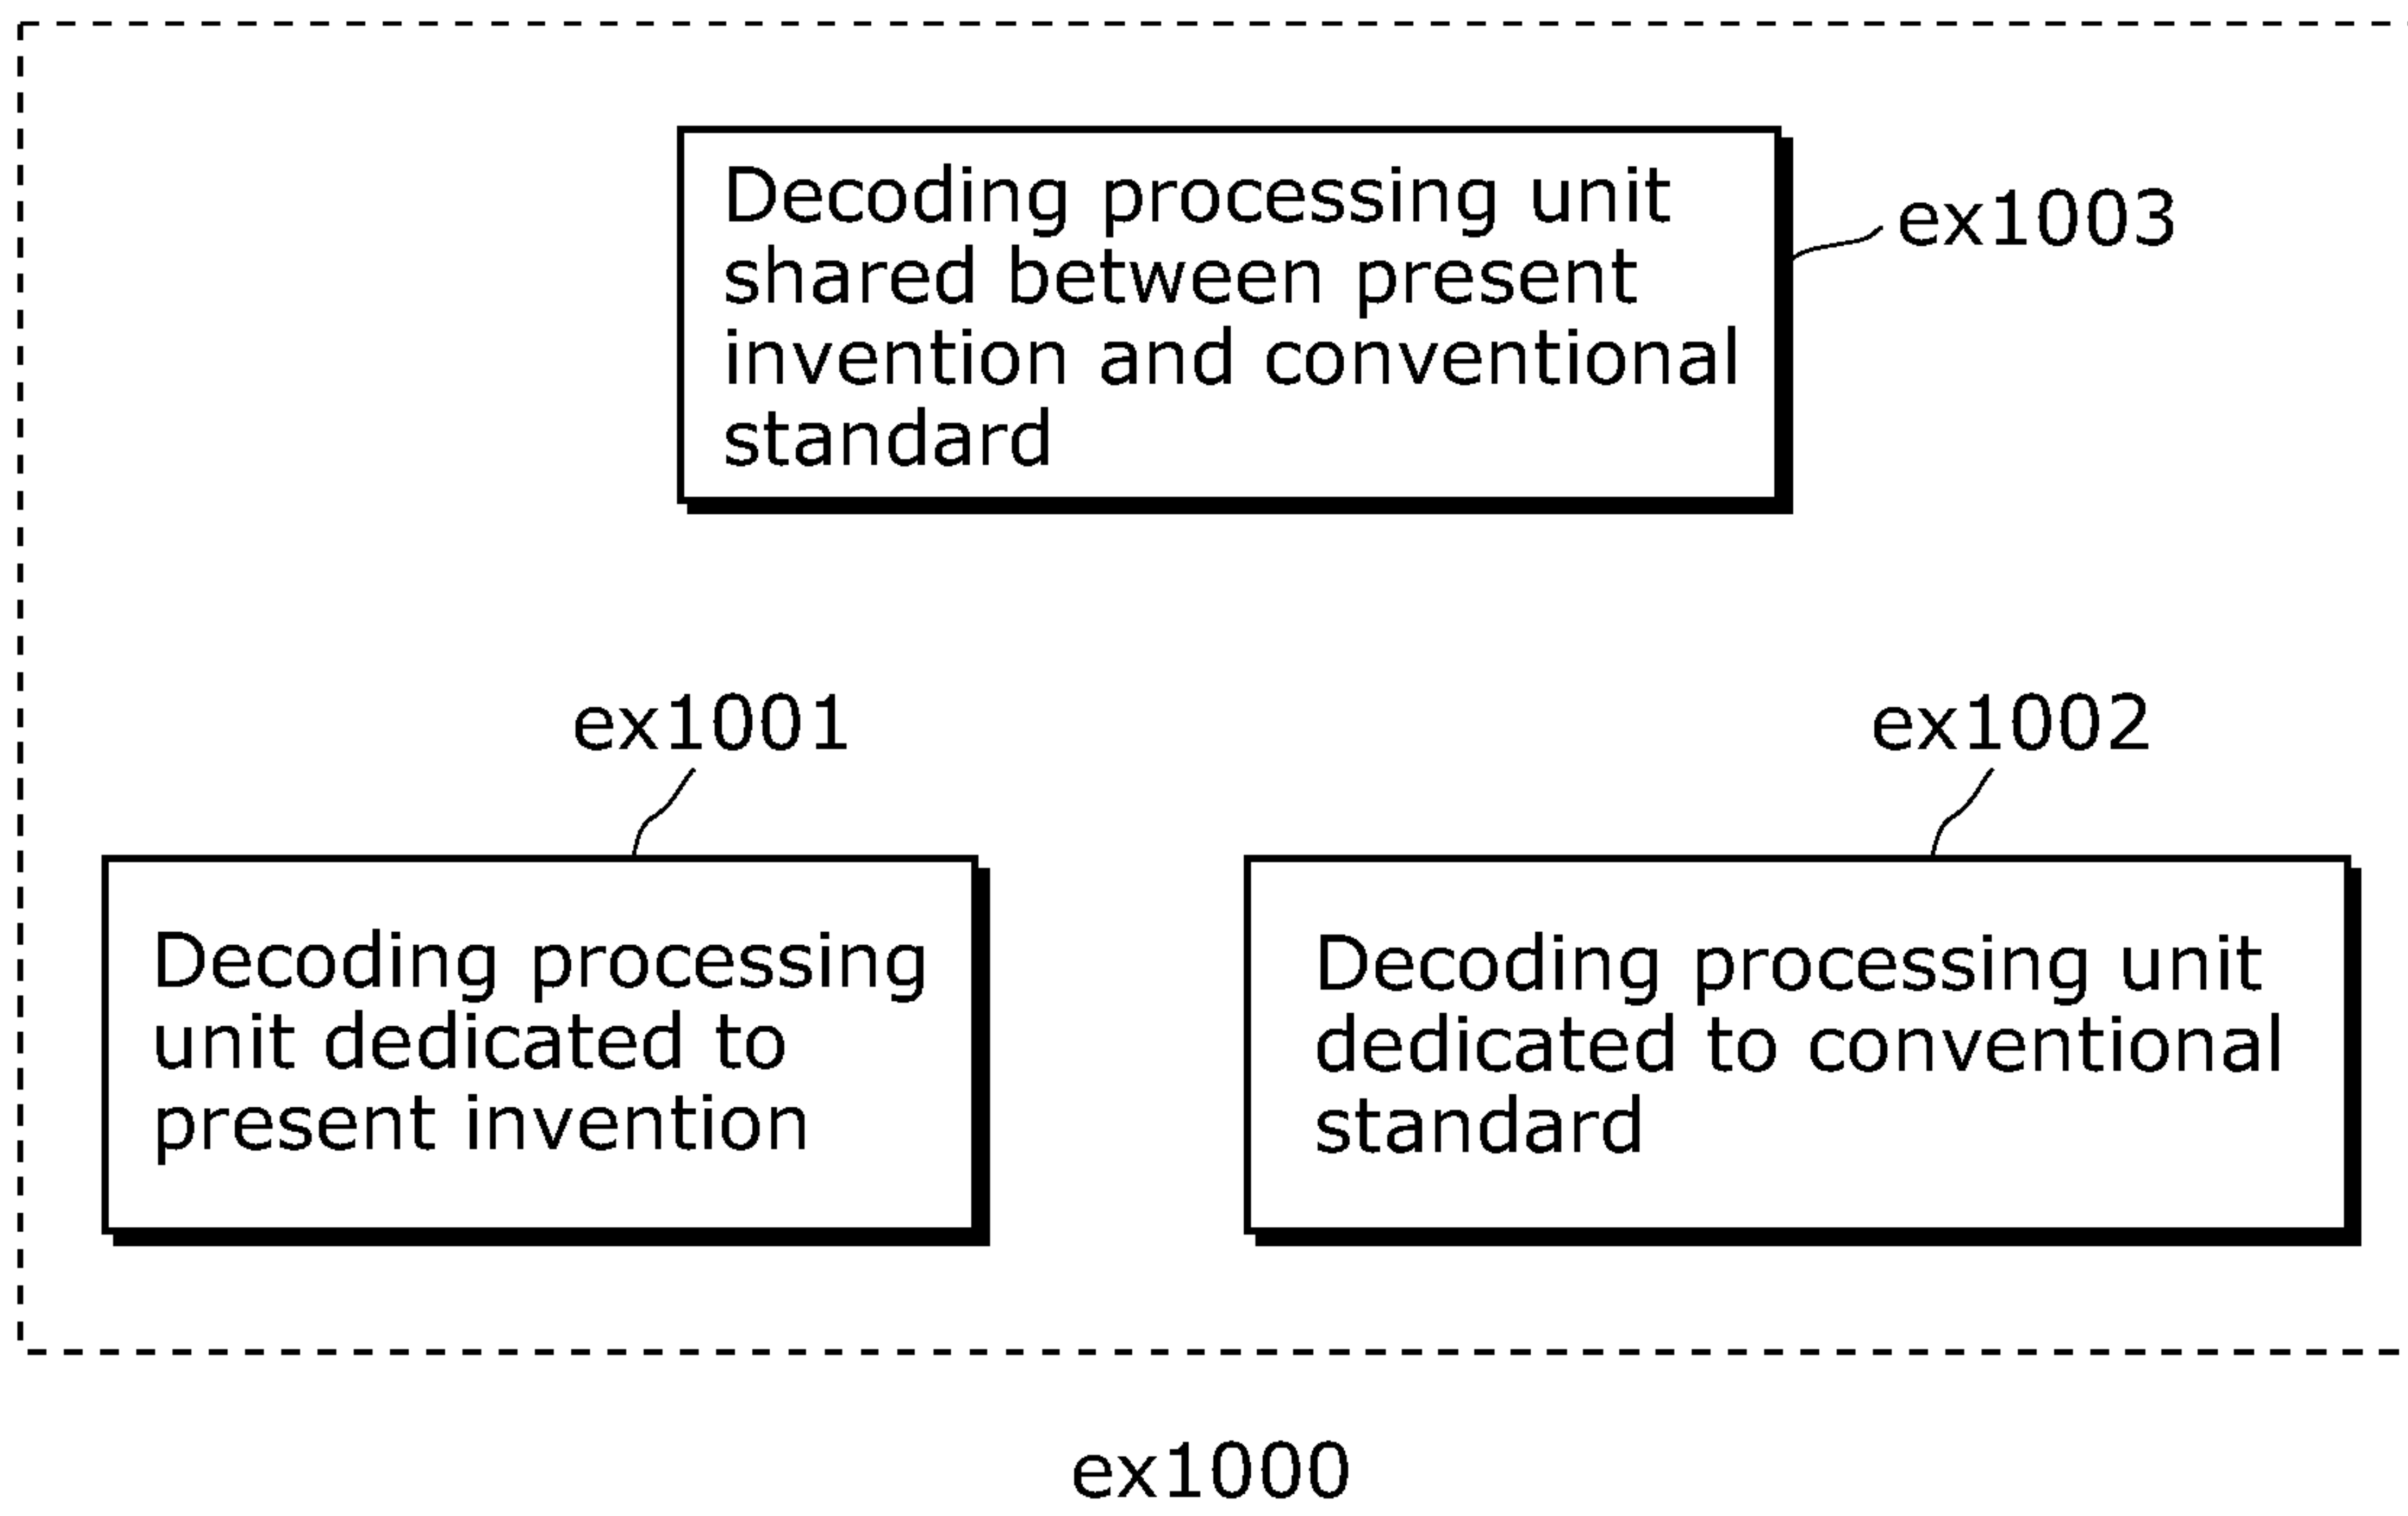 Decoding processing unit
shared between present
invention and conventional
standard
ex1003
ex1001
ex1002
Decoding processing
unit dedicated to
present invention
Decoding processing unit
dedicated to conventional
standard
ex1000